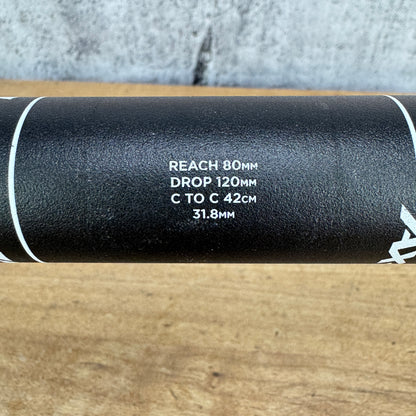 REACH 80MM
DROP 120MM
C TO C 42CM
31.8MM